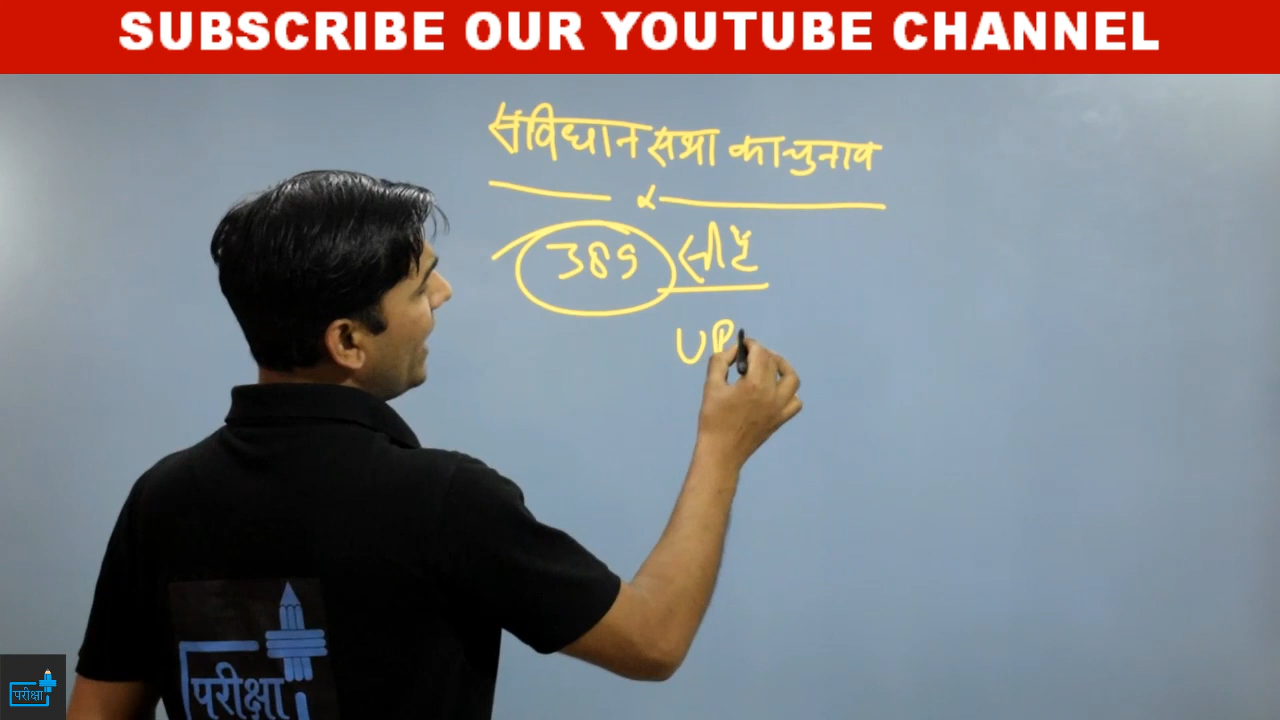 SUBSCRIBE OUR YOUTUBE CHANNEL
संविधान सभा का चुनाव
389 सीटें
UP
परीक्षा
परीक्षा